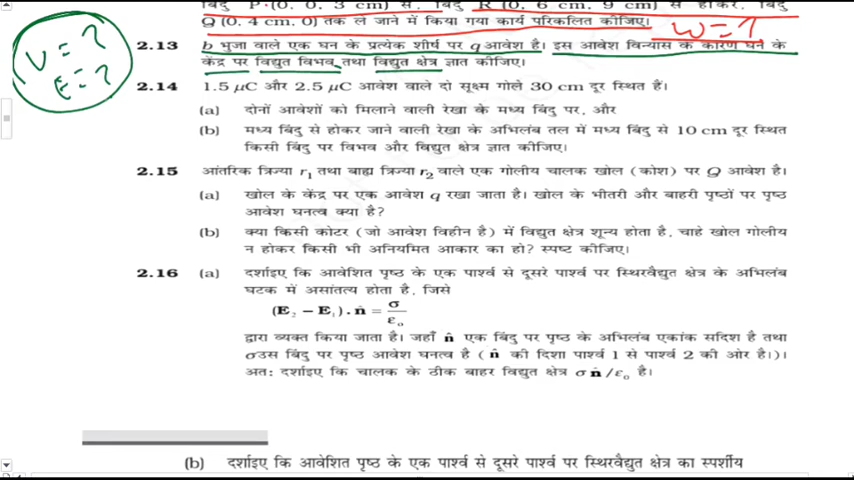 बिंदु P (0, 0, 3 cm) से बिंदु R (0, 6 cm, 9 cm) से होकर, बिंदु
Q (0, 4 cm, 0) तक ले जाने में किया गया कार्य परिकलित कीजिए।
W = ?
V = ?
E = ?
2.13 b भुजा वाले एक घन के प्रत्येक शीर्ष पर q आवेश है। इस आवेश विन्यास के कारण घन के
केंद्र पर विद्युत विभव तथा विद्युत क्षेत्र ज्ञात कीजिए।
2.14 1.5 μC और 2.5 μC आवेश वाले दो सूक्ष्म गोले 30 cm दूर स्थित हैं।
(a) दोनों आवेशों को मिलाने वाली रेखा के मध्य बिंदु पर, और
(b) मध्य बिंदु से होकर जाने वाली रेखा के अभिलंब तल में मध्य बिंदु से 10 cm दूर स्थित
किसी बिंदु पर विभव और विद्युत क्षेत्र ज्ञात कीजिए।
2.15 आंतरिक त्रिज्या r₁ तथा बाह्य त्रिज्या r₂ वाले एक गोलीय चालक खोल (कोश) पर Q आवेश है।
(a) खोल के केंद्र पर एक आवेश q रखा जाता है। खोल के भीतरी और बाहरी पृष्ठों पर पृष्ठ
आवेश घनत्व क्या है?
(b) क्या किसी कोटर (जो आवेश विहीन है) में विद्युत क्षेत्र शून्य होता है, चाहे खोल गोलीय
न होकर किसी भी अनियमित आकार का हो? स्पष्ट कीजिए।
2.16 (a) दर्शाइए कि आवेशित पृष्ठ के एक पार्श्व से दूसरे पार्श्व पर स्थिरवैद्युत क्षेत्र के अभिलंब
घटक में असांतत्य होता है, जिसे
(E₂ − E₁) . n̂ = σ/ε₀
द्वारा व्यक्त किया जाता है। जहाँ n̂ एक बिंदु पर पृष्ठ के अभिलंब एकांक सदिश है तथा
σ उस बिंदु पर पृष्ठ आवेश घनत्व है (n̂ की दिशा पार्श्व 1 से पार्श्व 2 की ओर है।)।
अतः दर्शाइए कि चालक के ठीक बाहर विद्युत क्षेत्र σ n̂ /ε₀ है।
(b) दर्शाइए कि आवेशित पृष्ठ के एक पार्श्व से दूसरे पार्श्व पर स्थिरवैद्युत क्षेत्र का स्पर्शीय